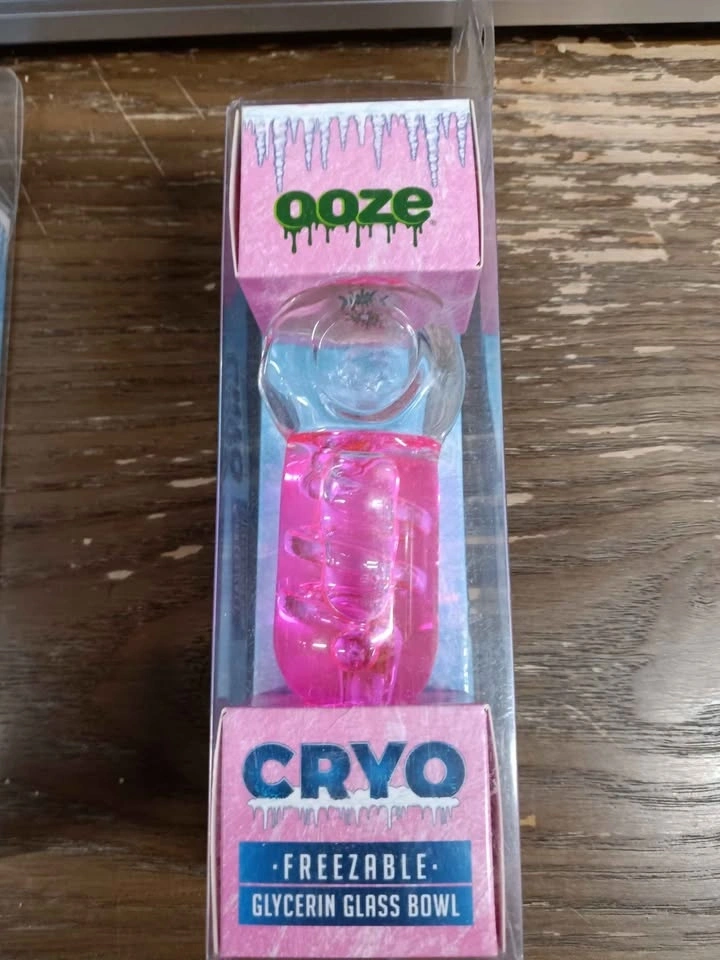 ooze
CRYO
·FREEZABLE·
GLYCERIN GLASS BOWL